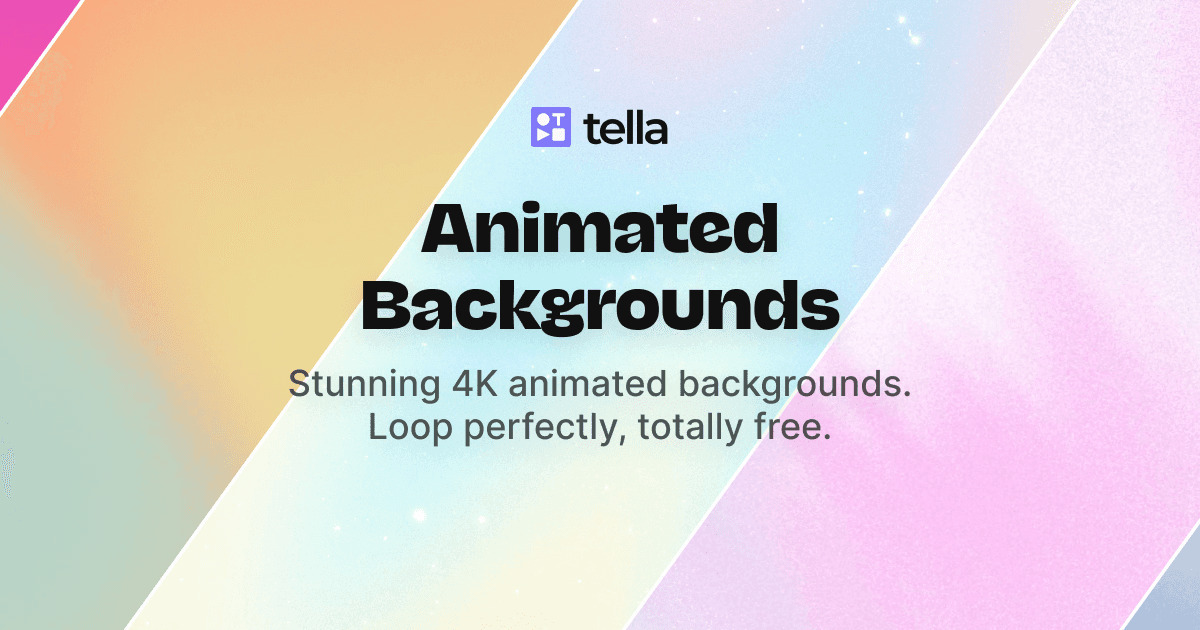 tella
Animated
Backgrounds
Stunning 4K animated backgrounds.
Loop perfectly, totally free.